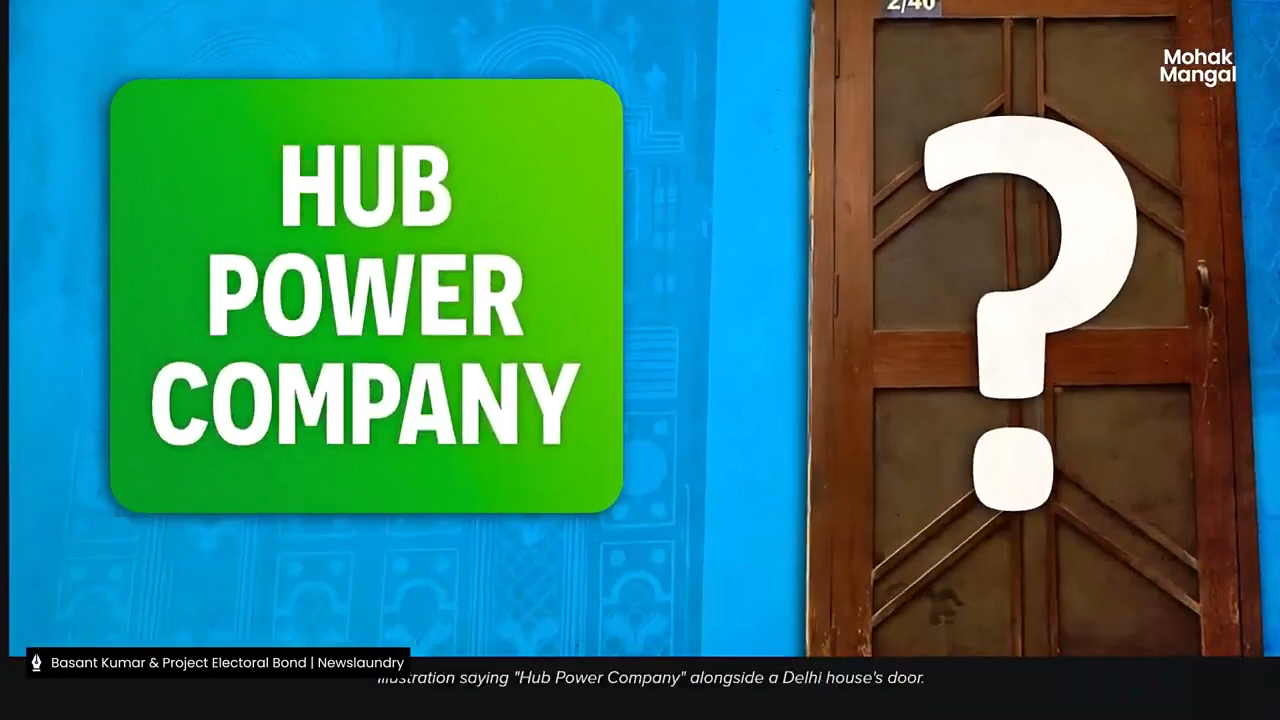 2/40
Mohak
Mangal
HUB
POWER
COMPANY
?
Basant Kumar & Project Electoral Bond | Newslaundry
Illustration saying "Hub Power Company" alongside a Delhi house's door.